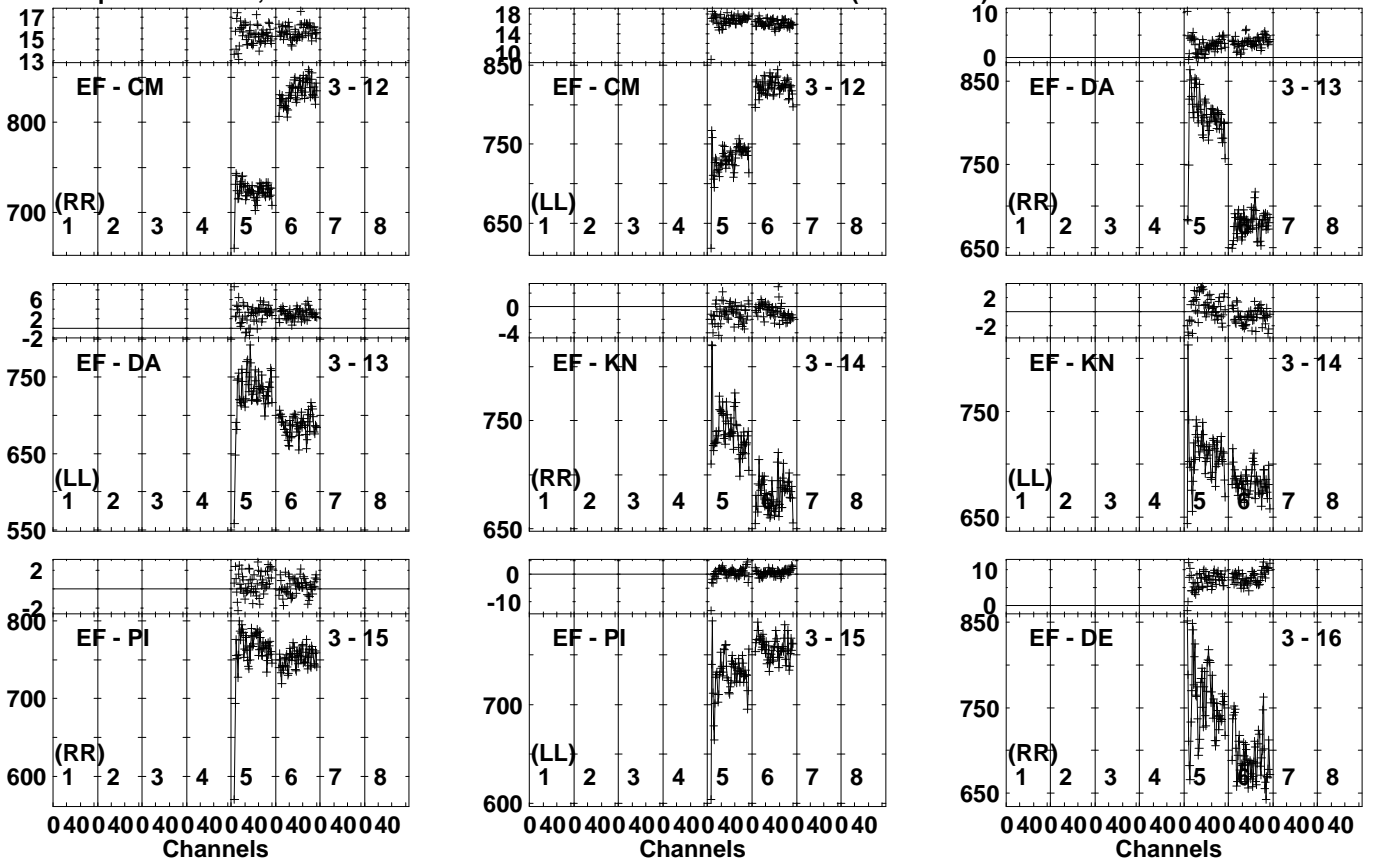 17
15
13
EF - CM 3 - 12
800
700
(RR)
1 2 3 4 5 6 7 8
18
14
10
850
EF - CM 3 - 12
750
650
(LL)
1 2 3 4 5 6 7 8
10
0
850
EF - DA 3 - 13
750
650
(RR)
1 2 3 4 5 6 7 8
6
2
-2
EF - DA 3 - 13
750
650
550
(LL)
1 2 3 4 5 6 7 8
0
-4
EF - KN 3 - 14
750
650
(RR)
1 2 3 4 5 6 7 8
2
-2
EF - KN 3 - 14
750
650
(LL)
1 2 3 4 5 6 7 8
2
-2
800
EF - PI 3 - 15
700
600
(RR)
1 2 3 4 5 6 7 8
0
-10
EF - PI 3 - 15
700
600
(LL)
1 2 3 4 5 6 7 8
10
0
850
EF - DE 3 - 16
750
650
(RR)
1 2 3 4 5 6 7 8
0 40 0 40 0 40 0 40 0 40 0 40 0 40 0 40
Channels
0 40 0 40 0 40 0 40 0 40 0 40 0 40 0 40
Channels
0 40 0 40 0 40 0 40 0 40 0 40 0 40 0 40
Channels